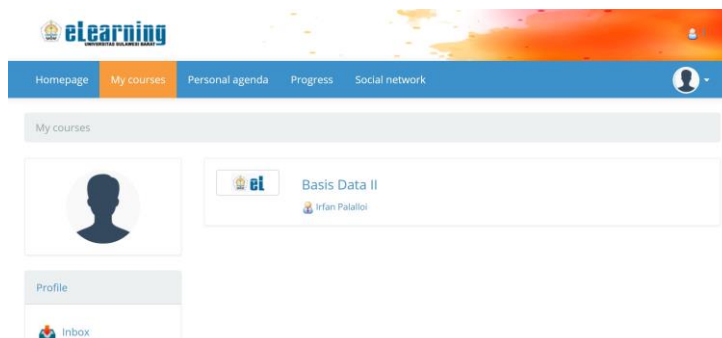 eLearning
UNIVERSITAS SULAWESI BARAT
Homepage My courses Personal agenda Progress Social network
My courses
el Basis Data II
Irfan Palalloi
Profile
Inbox